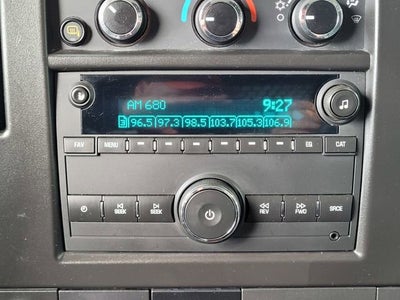 AM 680 9:27
96.5 97.3 98.5 103.7 105.3 106.9
FAV MENU EQ CAT
SEEK SEEK REV FWD SRCE